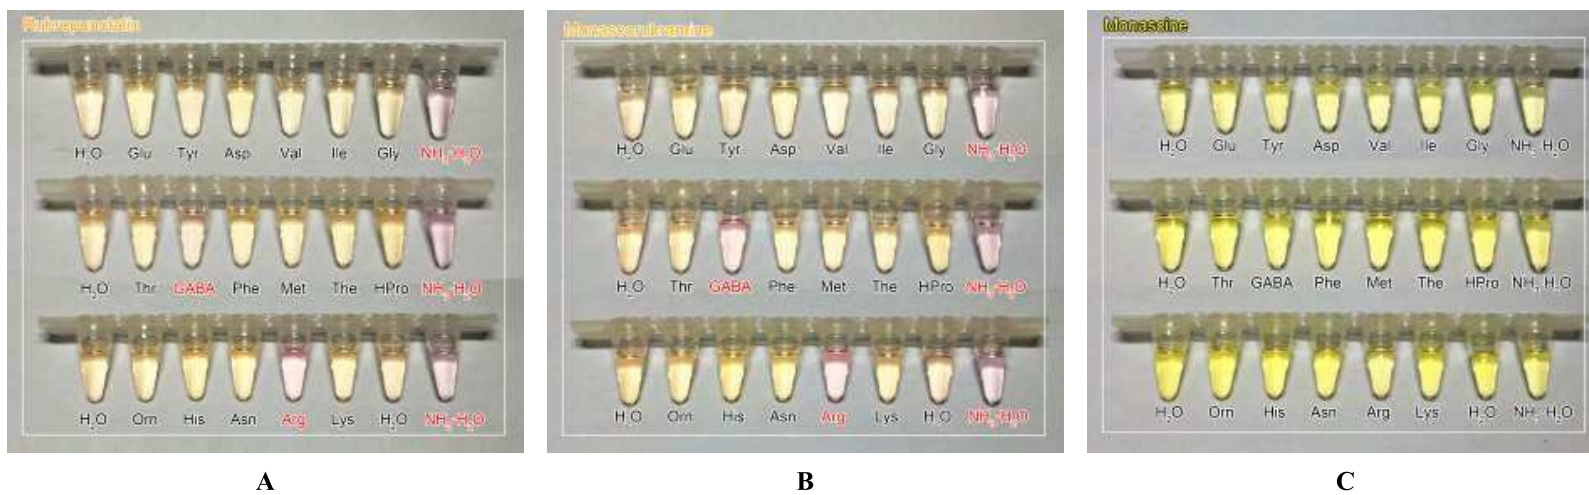 Rubropunctatin
H₂O Glu Tyr Asp Val Ile Gly NH₃·H₂O
H₂O Thr GABA Phe Met The HPro NH₃·H₂O
H₂O Orn His Asn Arg Lys H₂O NH₃·H₂O
A
Monascorubramine
H₂O Glu Tyr Asp Val Ile Gly NH₃·H₂O
H₂O Thr GABA Phe Met The HPro NH₃·H₂O
H₂O Orn His Asn Arg Lys H₂O NH₃·H₂O
B
Monascine
H₂O Glu Tyr Asp Val Ile Gly NH₃·H₂O
H₂O Thr GABA Phe Met The HPro NH₃·H₂O
H₂O Orn His Asn Arg Lys H₂O NH₃·H₂O
C